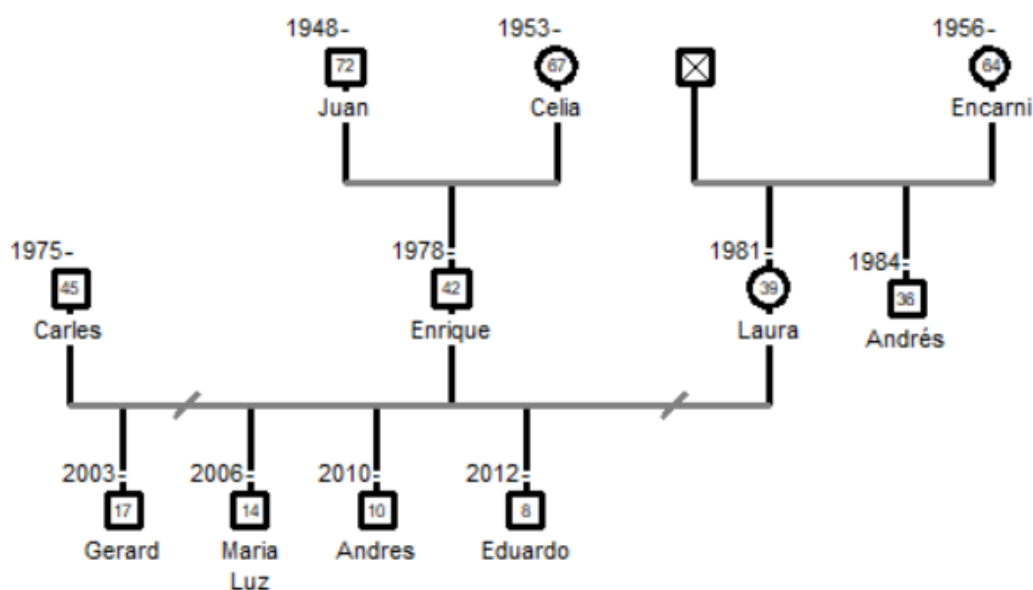 1948-
1953-
1956-
72
67
64
Juan
Celia
Encarni
1975-
1978-
1981-
1984-
45
42
39
36
Carles
Enrique
Laura
Andrés
2003-
2006-
2010-
2012-
17
14
10
8
Gerard
Maria
Luz
Andres
Eduardo